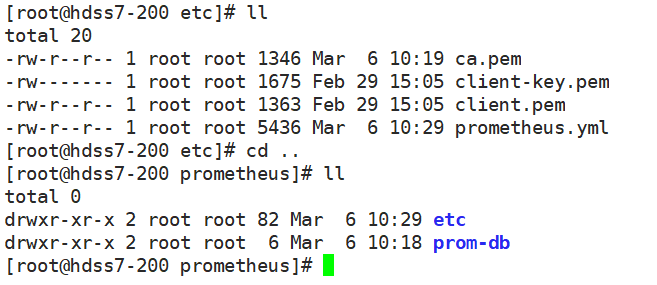 [root@hdss7-200 etc]# ll
total 20
-rw-r--r-- 1 root root 1346 Mar  6 10:19 ca.pem
-rw------- 1 root root 1675 Feb 29 15:05 client-key.pem
-rw-r--r-- 1 root root 1363 Feb 29 15:05 client.pem
-rw-r--r-- 1 root root 5436 Mar  6 10:29 prometheus.yml
[root@hdss7-200 etc]# cd ..
[root@hdss7-200 prometheus]# ll
total 0
drwxr-xr-x 2 root root 82 Mar  6 10:29 etc
drwxr-xr-x 2 root root  6 Mar  6 10:18 prom-db
[root@hdss7-200 prometheus]#